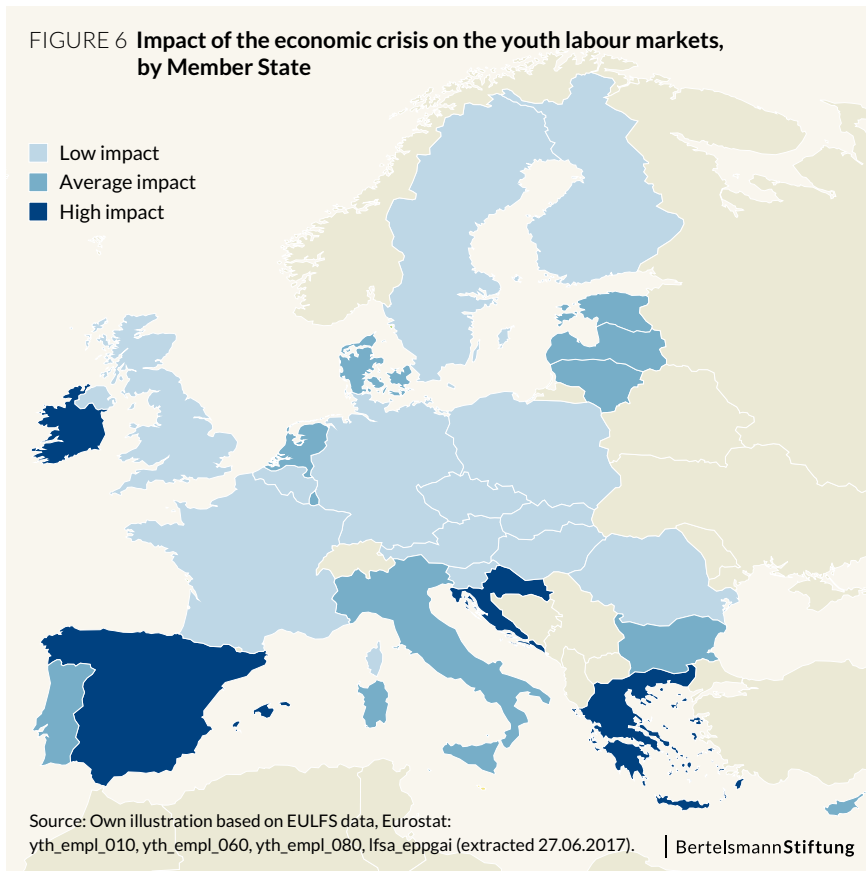 FIGURE 6 Impact of the economic crisis on the youth labour markets,
by Member State
Low impact
Average impact
High impact
Source: Own illustration based on EULFS data, Eurostat:
yth_empl_010, yth_empl_060, yth_empl_080, lfsa_eppgai (extracted 27.06.2017).
BertelsmannStiftung